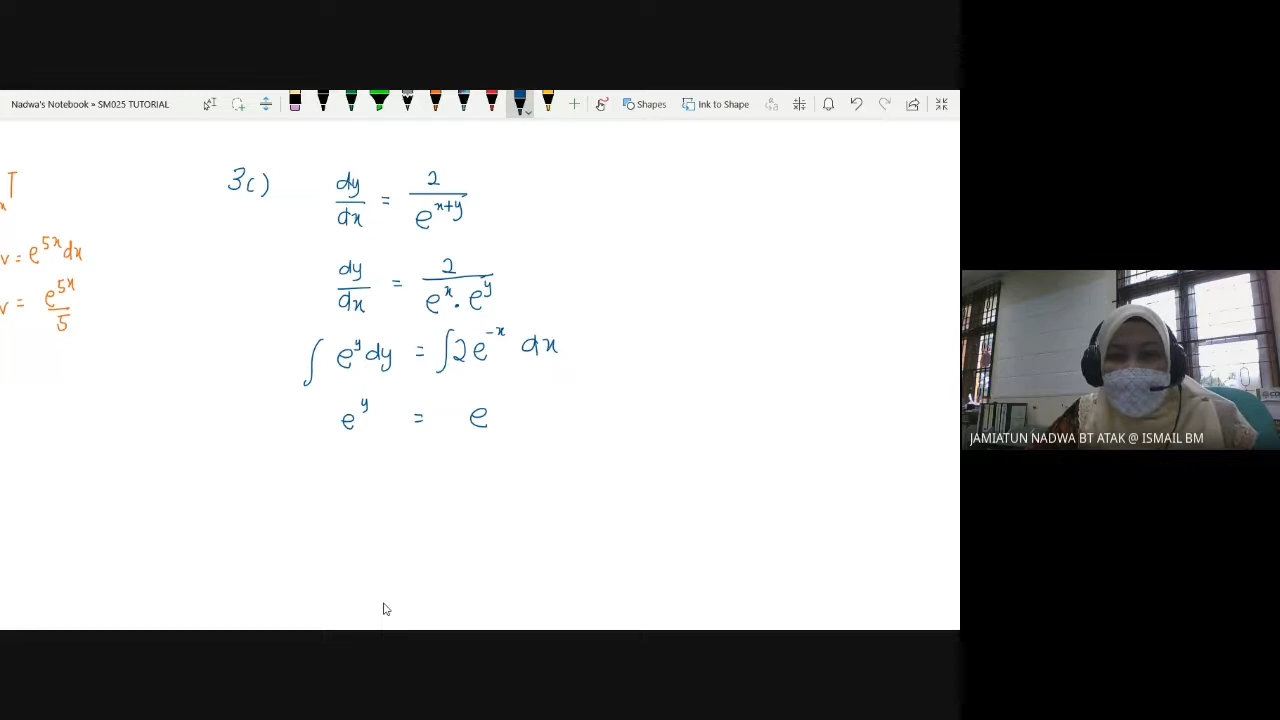 Nadwa's Notebook » SM025 TUTORIAL
Shapes
Ink to Shape
3c)
dy/dx = 2/e^(x+y)
dy/dx = 2/(e^x · e^y)
∫ e^y dy = ∫ 2e^(-x) dx
e^y = e
v = e^(5x) dx
v = e^(5x)/5
JAMIATUN NADWA BT ATAK @ ISMAIL BM